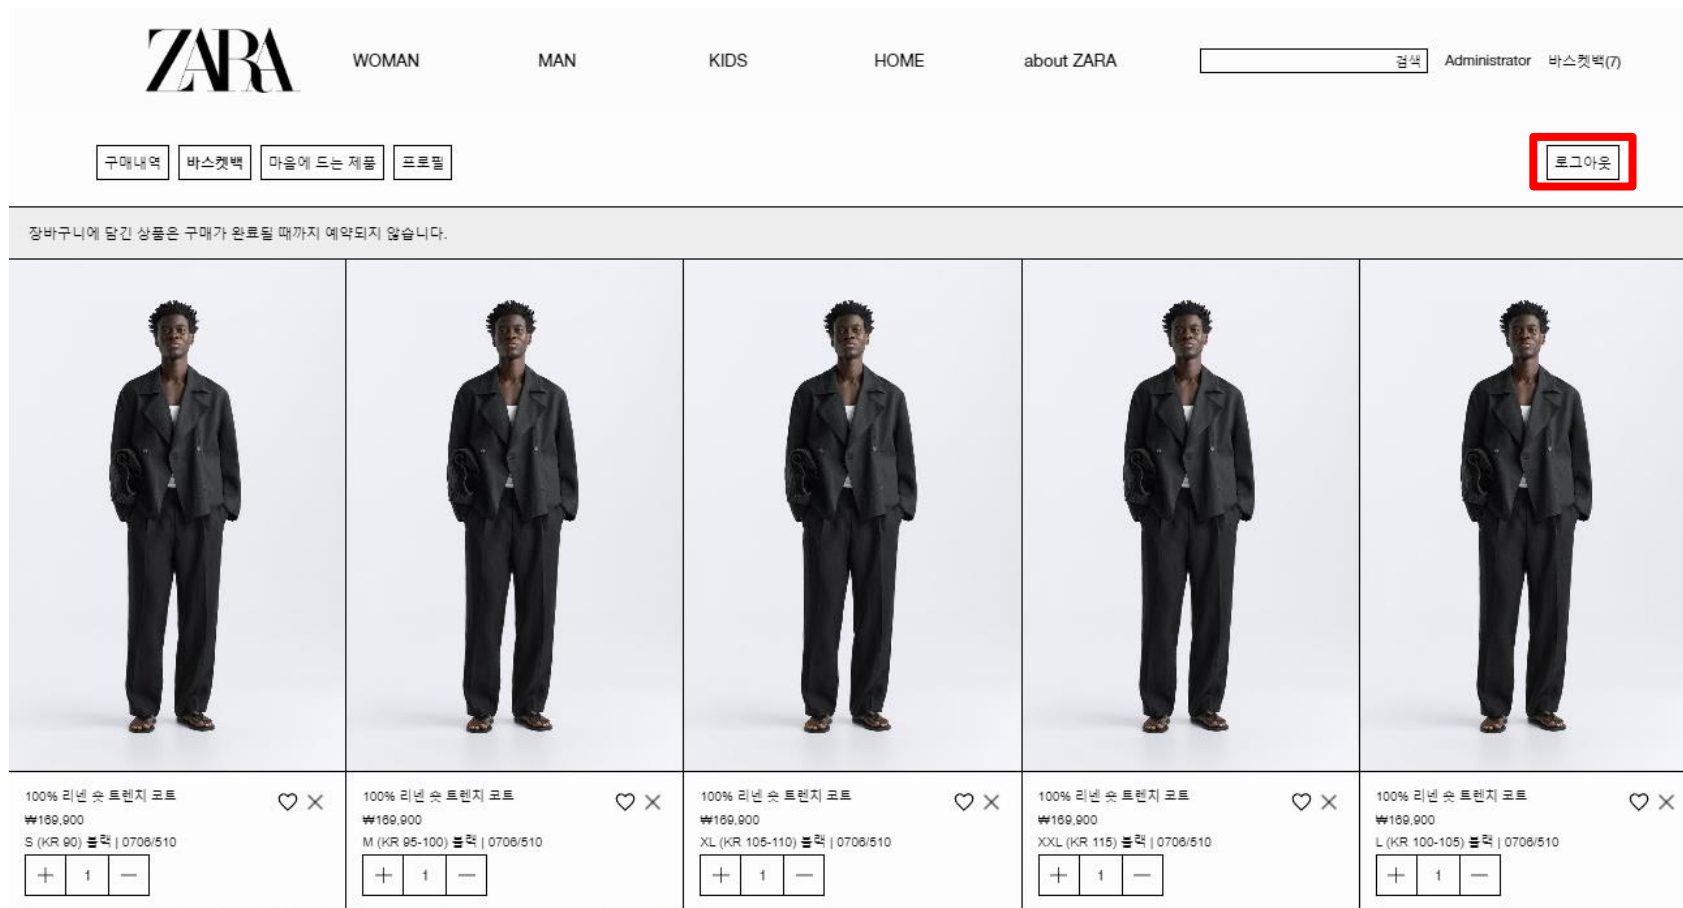 ZARA
WOMAN MAN KIDS HOME about ZARA 검색 Administrator 바스켓백(7)
구매내역 바스켓백 마음에 드는 제품 프로필 로그아웃
장바구니에 담긴 상품은 구매가 완료될 때까지 예약되지 않습니다.
100% 리넨 숏 트렌치 코트
₩169,900
S (KR 90) 블랙 | 0706/510
1
100% 리넨 숏 트렌치 코트
₩169,900
M (KR 95-100) 블랙 | 0706/510
1
100% 리넨 숏 트렌치 코트
₩169,900
XL (KR 105-110) 블랙 | 0706/510
1
100% 리넨 숏 트렌치 코트
₩169,900
XXL (KR 115) 블랙 | 0706/510
1
100% 리넨 숏 트렌치 코트
₩169,900
L (KR 100-105) 블랙 | 0706/510
1